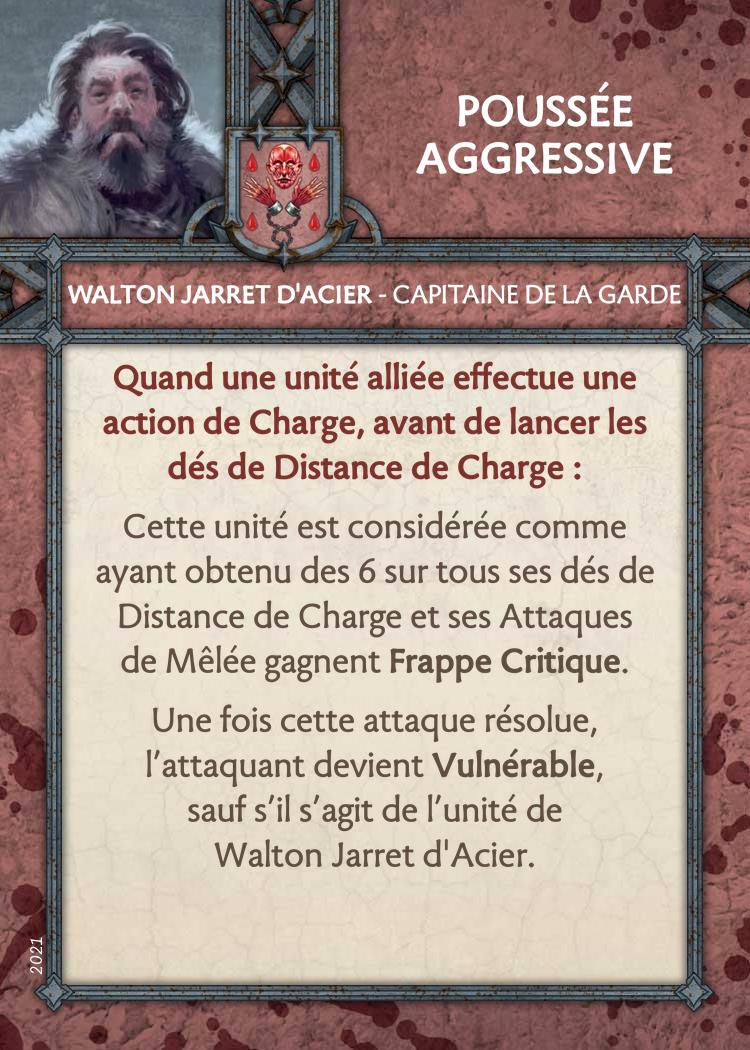 POUSSÉE
AGGRESSIVE
WALTON JARRET D'ACIER - CAPITAINE DE LA GARDE
Quand une unité alliée effectue une
action de Charge, avant de lancer les
dés de Distance de Charge :
Cette unité est considérée comme
ayant obtenu des 6 sur tous ses dés de
Distance de Charge et ses Attaques
de Mêlée gagnent Frappe Critique.
Une fois cette attaque résolue,
l’attaquant devient Vulnérable,
sauf s’il s’agit de l’unité de
Walton Jarret d'Acier.
2021